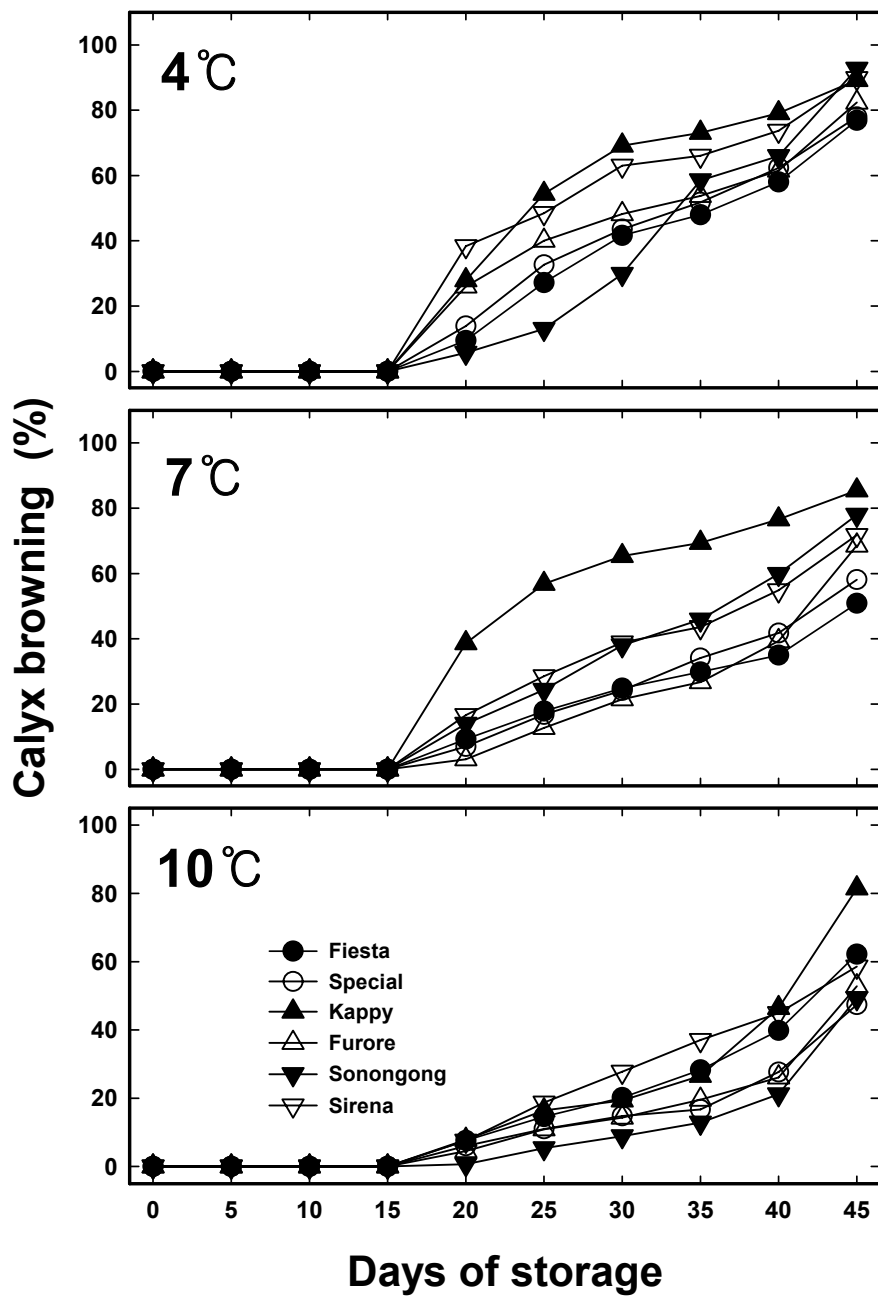 Calyx browning (%)
100
80
60
40
20
0
4℃
100
80
60
40
20
0
7℃
100
80
60
40
20
0
10℃
Fiesta
Special
Kappy
Furore
Sonongong
Sirena
0 5 10 15 20 25 30 35 40 45
Days of storage